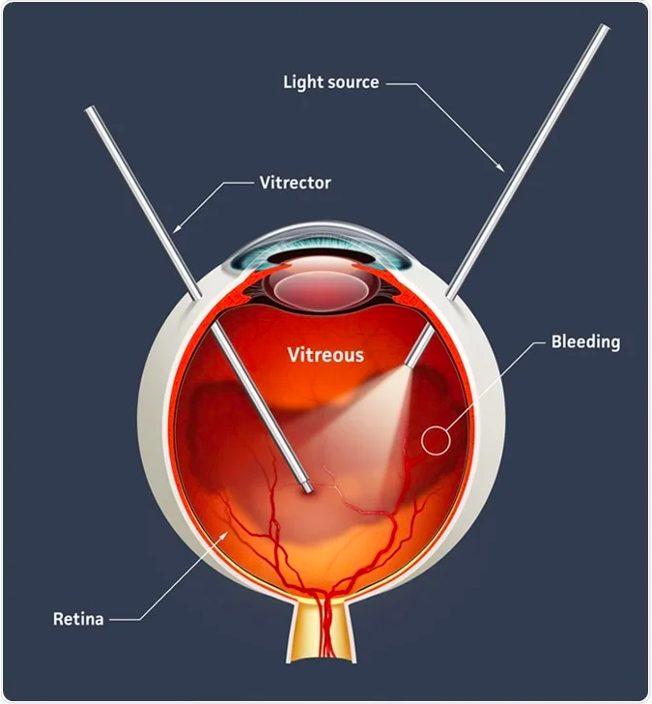 Light source
Vitrector
Bleeding
Vitreous
Retina